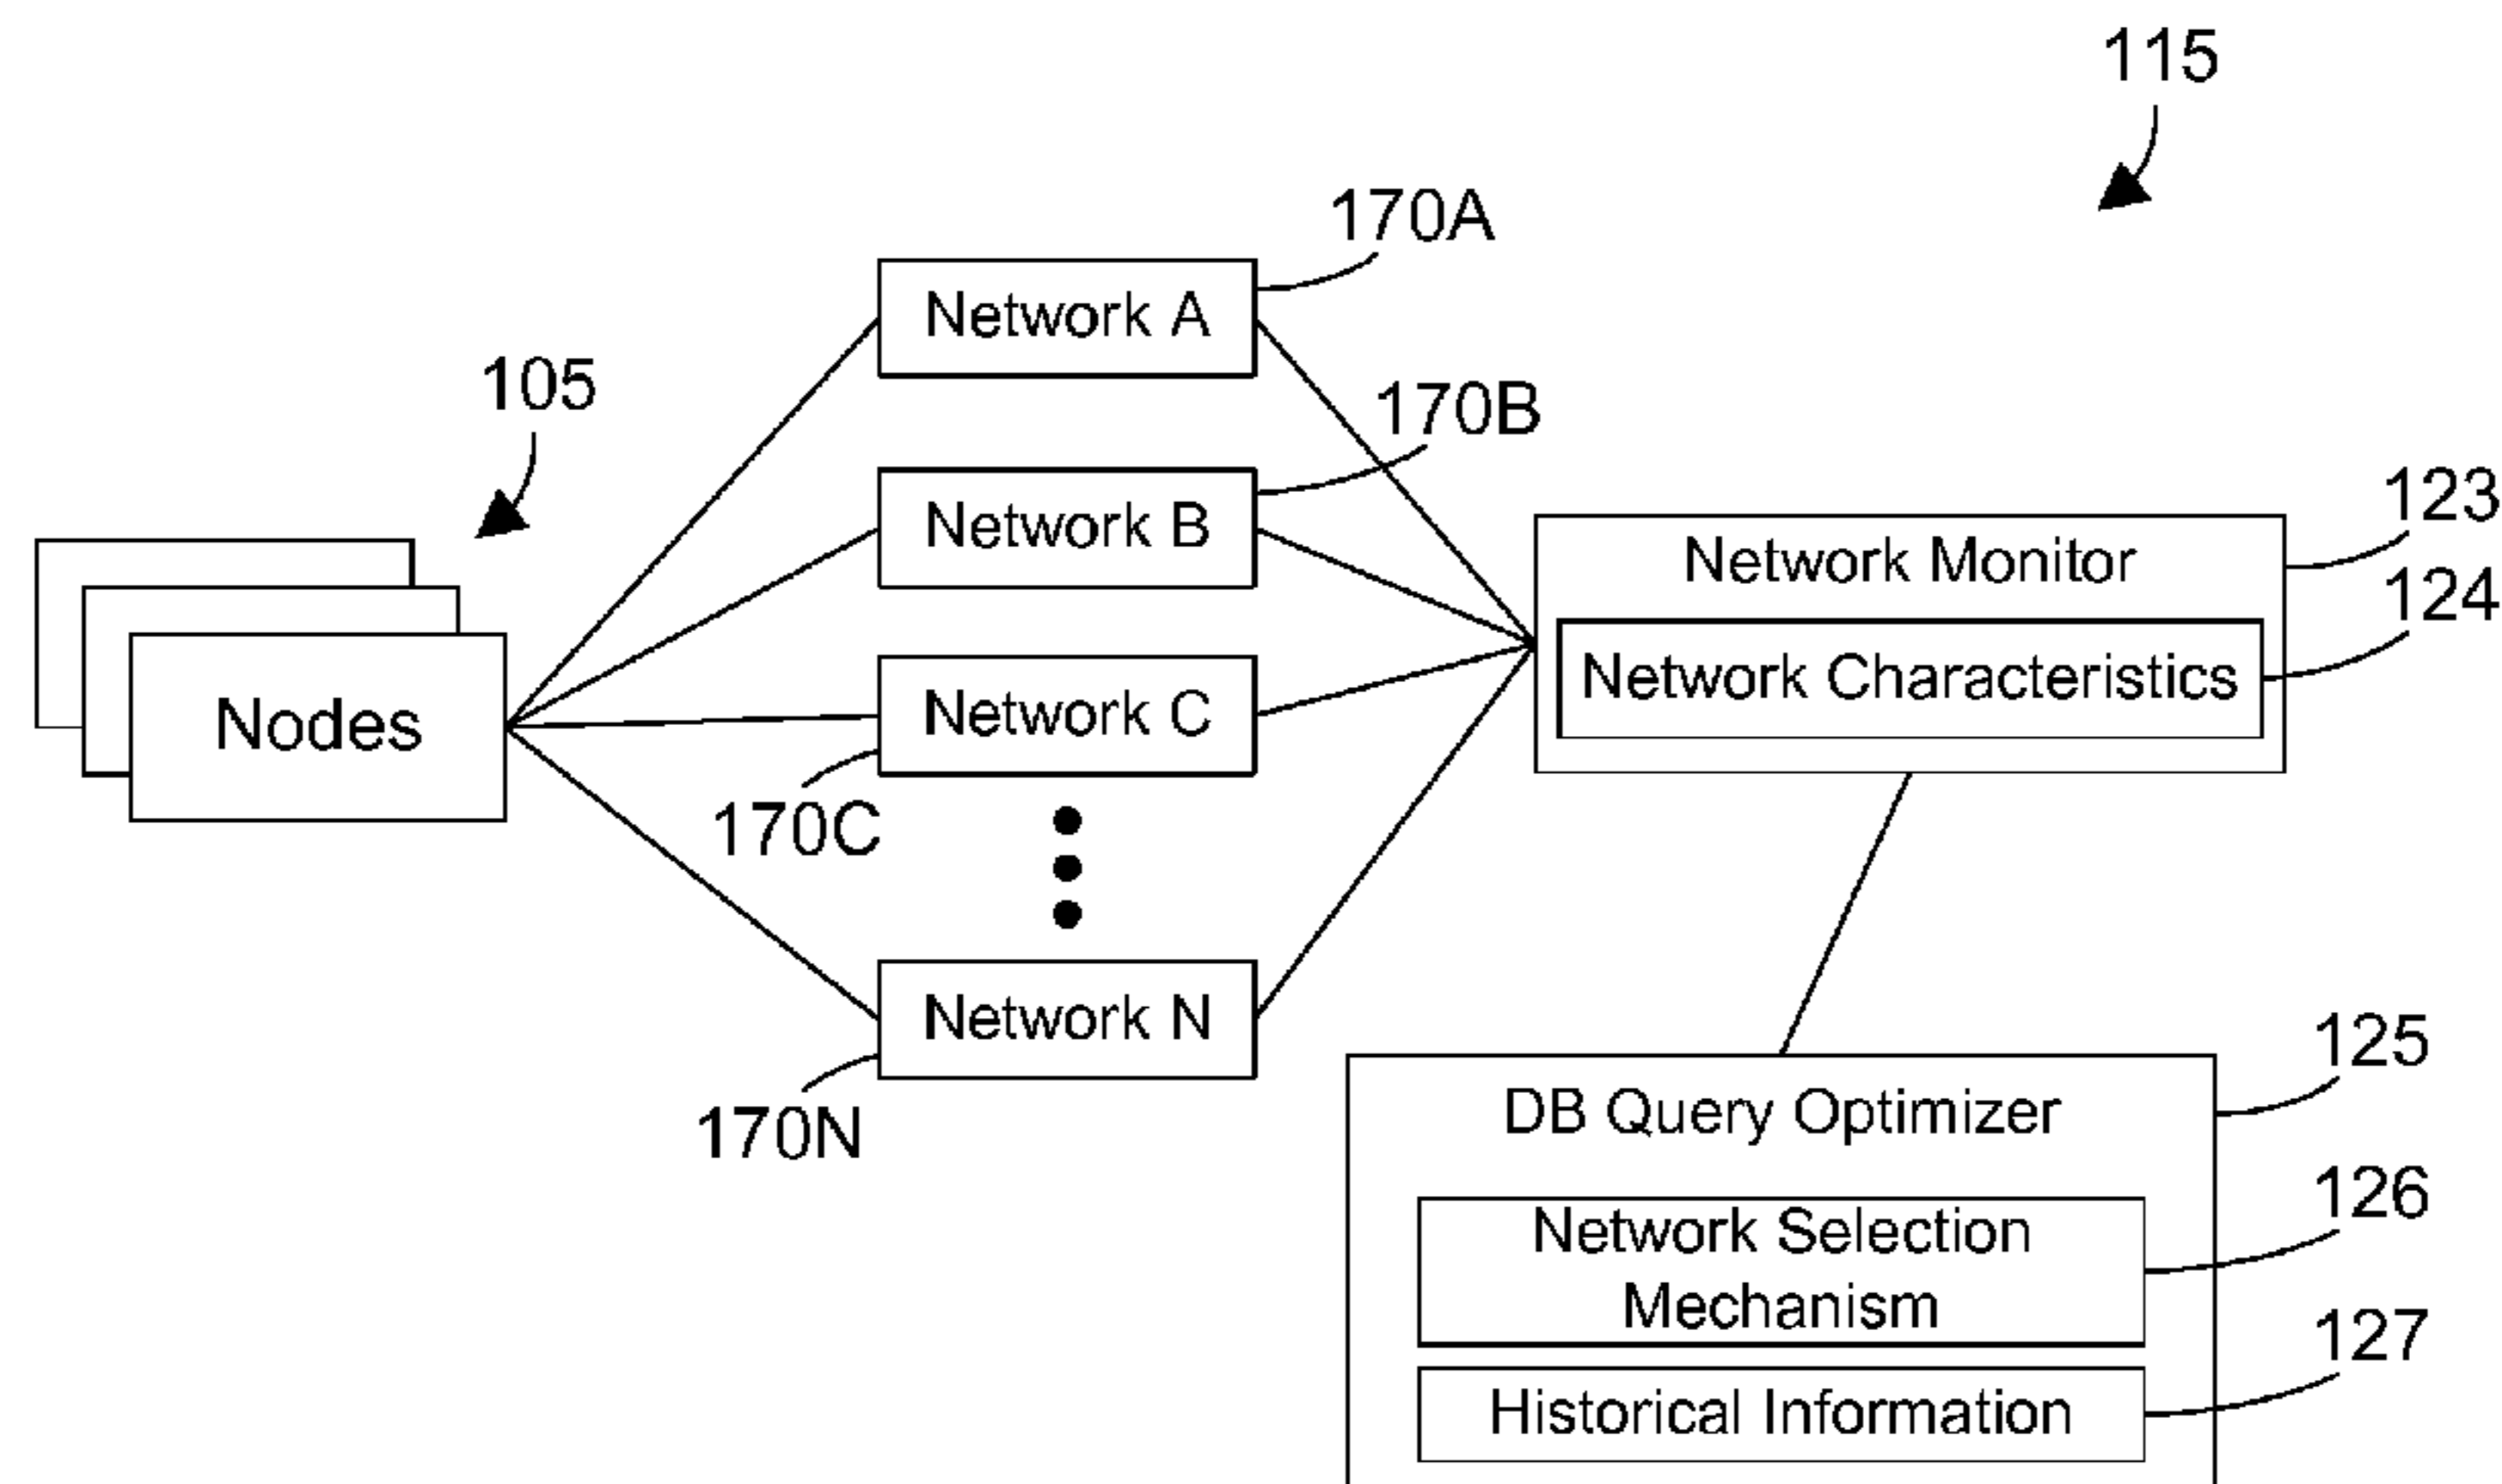 115
170A
Network A
105
170B
Network B
123
Network Monitor
124
Network Characteristics
Nodes
Network C
170C
Network N
170N
125
DB Query Optimizer
126
Network Selection
Mechanism
127
Historical Information